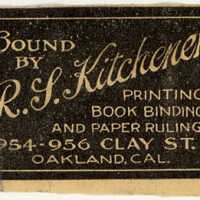 BOUND
BY
R. S. Kitchener
PRINTING
BOOK BINDING
AND PAPER RULING
954-956 CLAY ST.
OAKLAND, CAL.